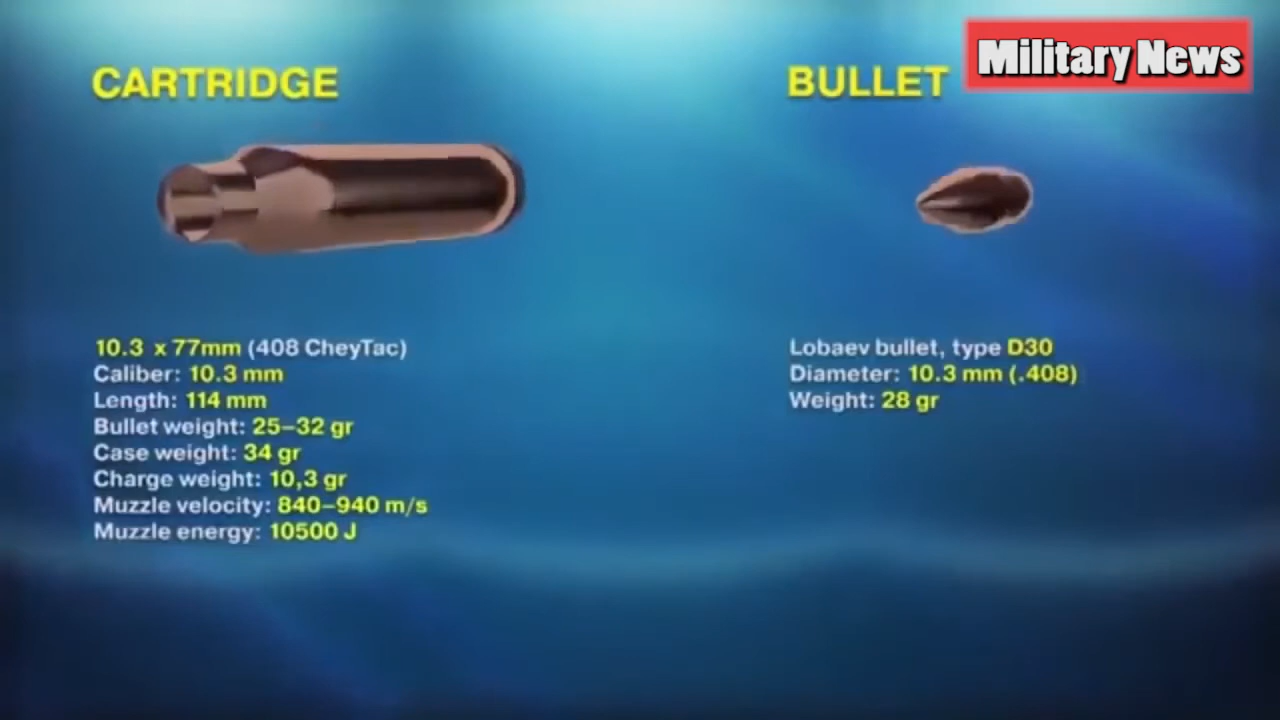 Military News
CARTRIDGE
10.3 x 77mm (408 CheyTac)
Caliber: 10.3 mm
Length: 114 mm
Bullet weight: 25–32 gr
Case weight: 34 gr
Charge weight: 10,3 gr
Muzzle velocity: 840–940 m/s
Muzzle energy: 10500 J
BULLET
Lobaev bullet, type D30
Diameter: 10.3 mm (.408)
Weight: 28 gr